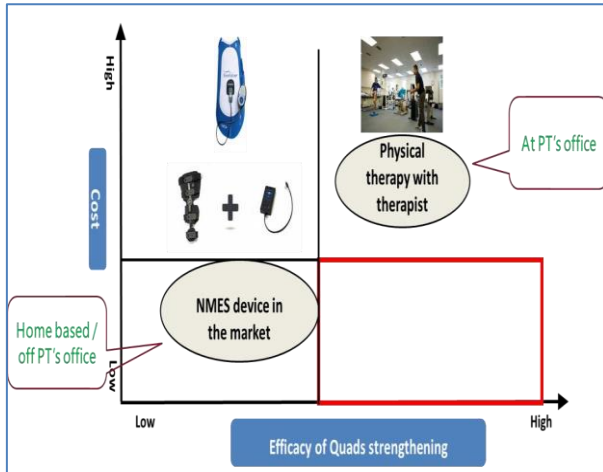 High
Cost
Low
Physical
therapy with
therapist
At PT's office
NMES device in
the market
Home based /
off PT's office
Low
High
Efficacy of Quads strengthening